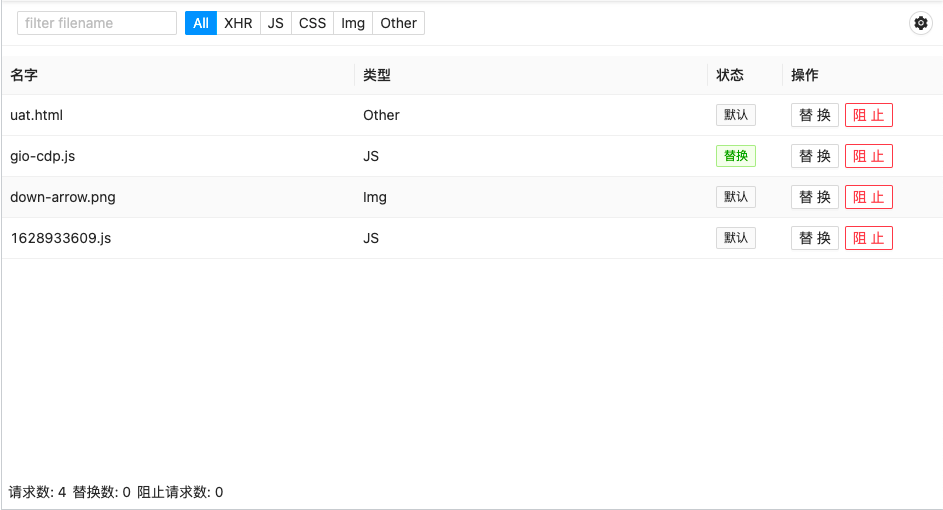 filter filename All XHR JS CSS Img Other
名字 类型 状态 操作
uat.html Other 默认 替 换 阻 止
gio-cdp.js JS 替换 替 换 阻 止
down-arrow.png Img 默认 替 换 阻 止
1628933609.js JS 默认 替 换 阻 止
请求数: 4 替换数: 0 阻止请求数: 0